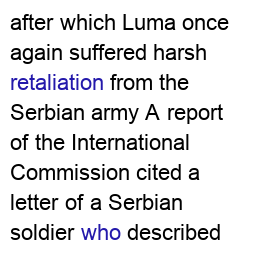 after which Luma once
again suffered harsh
retaliation from the
Serbian army A report
of the International
Commission cited a
letter of a Serbian
soldier who described